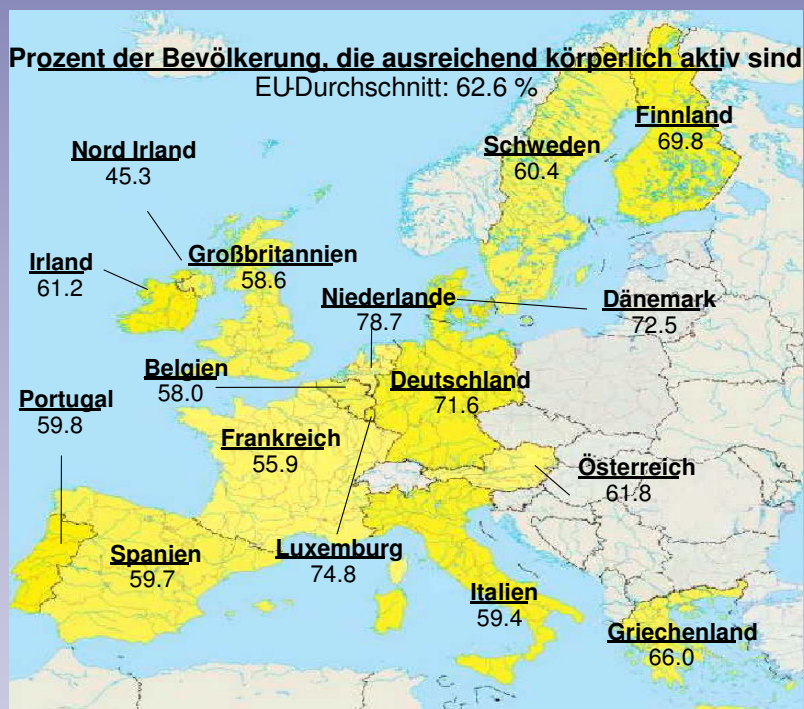 Prozent der Bevölkerung, die ausreichend körperlich aktiv sind
EU-Durchschnitt: 62.6 %
Finnland
69.8
Schweden
60.4
Nord Irland
45.3
Großbritannien
58.6
Irland
61.2
Niederlande
78.7
Dänemark
72.5
Belgien
58.0
Deutschland
71.6
Portugal
59.8
Frankreich
55.9
Österreich
61.8
Luxemburg
74.8
Spanien
59.7
Italien
59.4
Griechenland
66.0